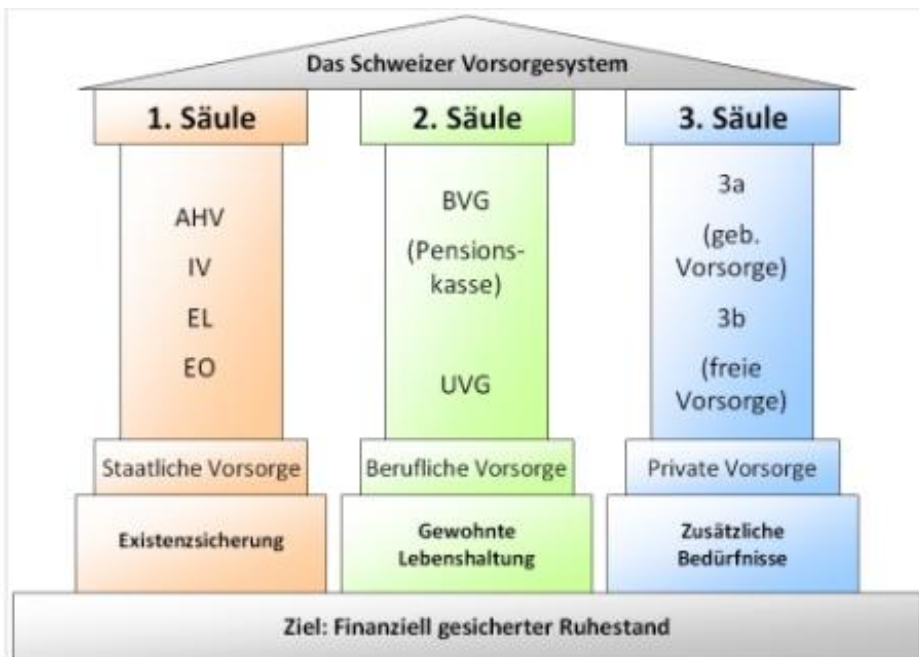 Das Schweizer Vorsorgesystem
1. Säule
AHV
IV
EL
EO
Staatliche Vorsorge
Existenzsicherung
2. Säule
BVG
(Pensions-
kasse)
UVG
Berufliche Vorsorge
Gewohnte
Lebenshaltung
3. Säule
3a
(geb.
Vorsorge)
3b
(freie
Vorsorge)
Private Vorsorge
Zusätzliche
Bedürfnisse
Ziel: Finanziell gesicherter Ruhestand